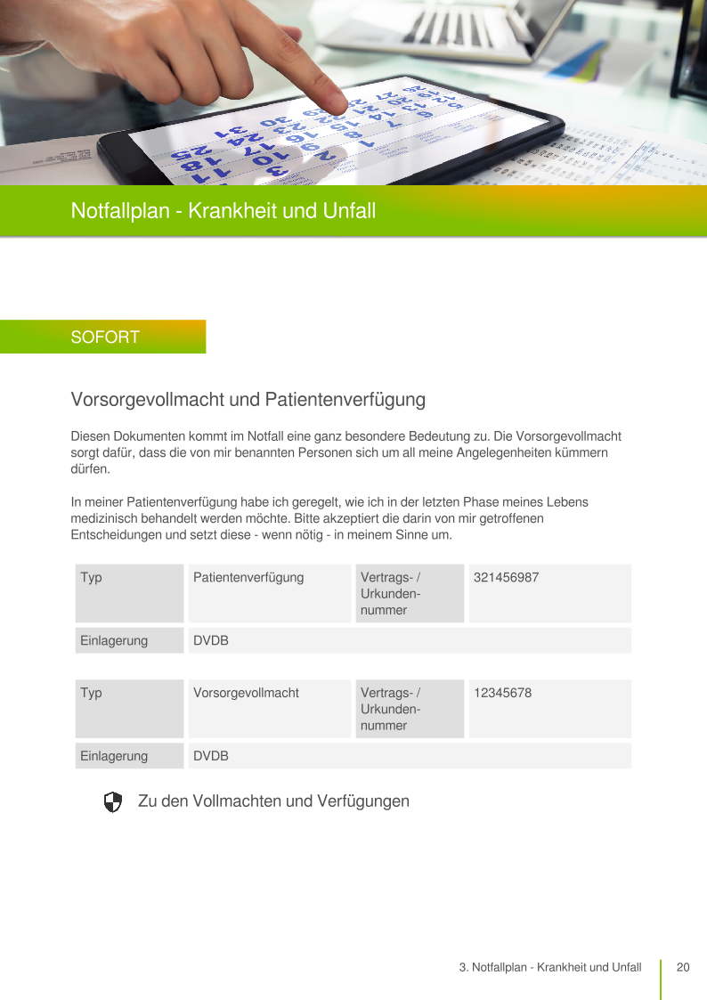 Notfallplan - Krankheit und Unfall
SOFORT
Vorsorgevollmacht und Patientenverfügung
Diesen Dokumenten kommt im Notfall eine ganz besondere Bedeutung zu. Die Vorsorgevollmacht
sorgt dafür, dass die von mir benannten Personen sich um all meine Angelegenheiten kümmern
dürfen.
In meiner Patientenverfügung habe ich geregelt, wie ich in der letzten Phase meines Lebens
medizinisch behandelt werden möchte. Bitte akzeptiert die darin von mir getroffenen
Entscheidungen und setzt diese - wenn nötig - in meinem Sinne um.
Typ Patientenverfügung Vertrags- / 321456987
Urkunden-
nummer
Einlagerung DVDB
Typ Vorsorgevollmacht Vertrags- / 12345678
Urkunden-
nummer
Einlagerung DVDB
Zu den Vollmachten und Verfügungen
3. Notfallplan - Krankheit und Unfall 20